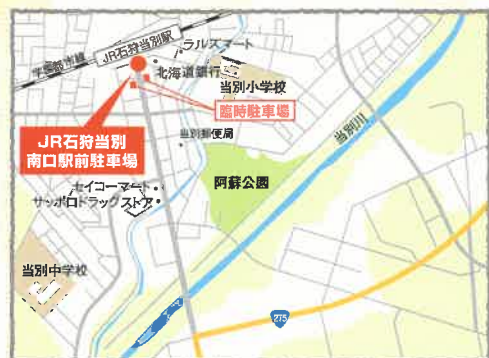 JR石狩当別駅
学園都市線
ラルズマート
北海道銀行
当別小学校
臨時駐車場
JR石狩当別
南口駅前駐車場
当別郵便局
当別川
阿蘇公園
セイコーマート
サッポロドラッグストア
当別中学校
275